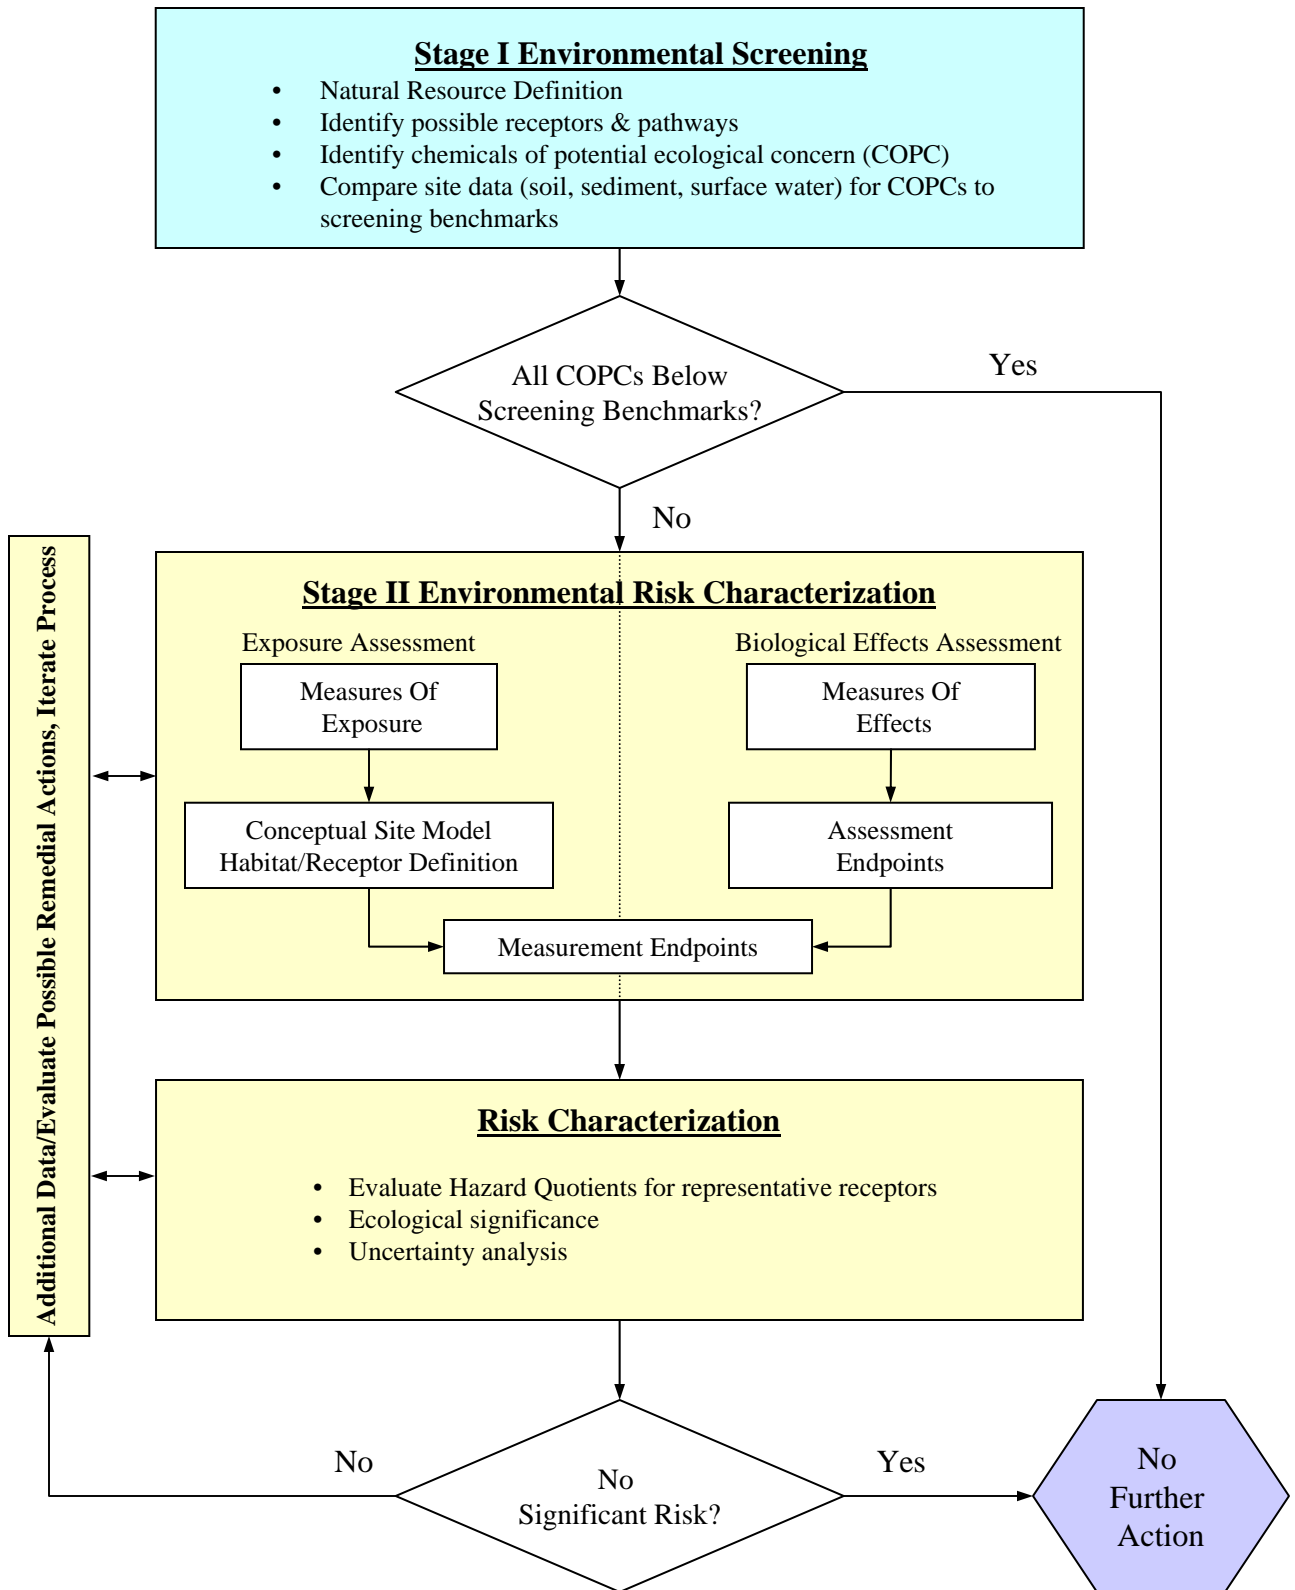 Stage I Environmental Screening
• Natural Resource Definition
• Identify possible receptors & pathways
• Identify chemicals of potential ecological concern (COPC)
• Compare site data (soil, sediment, surface water) for COPCs to
screening benchmarks
All COPCs Below
Screening Benchmarks?
Yes
No
Additional Data/Evaluate Possible Remedial Actions, Iterate Process
Stage II Environmental Risk Characterization
Exposure Assessment
Measures Of
Exposure
Conceptual Site Model
Habitat/Receptor Definition
Biological Effects Assessment
Measures Of
Effects
Assessment
Endpoints
Measurement Endpoints
Risk Characterization
• Evaluate Hazard Quotients for representative receptors
• Ecological significance
• Uncertainty analysis
No
No
Significant Risk?
Yes
No
Further
Action